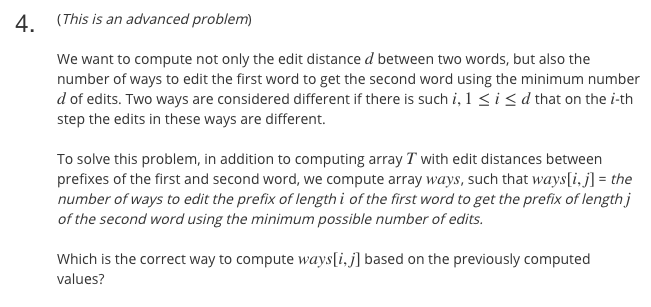 4. (This is an advanced problem)
We want to compute not only the edit distance d between two words, but also the
number of ways to edit the first word to get the second word using the minimum number
d of edits. Two ways are considered different if there is such i, 1 ≤ i ≤ d that on the i-th
step the edits in these ways are different.
To solve this problem, in addition to computing array T with edit distances between
prefixes of the first and second word, we compute array ways, such that ways[i, j] = the
number of ways to edit the prefix of length i of the first word to get the prefix of length j
of the second word using the minimum possible number of edits.
Which is the correct way to compute ways[i, j] based on the previously computed
values?